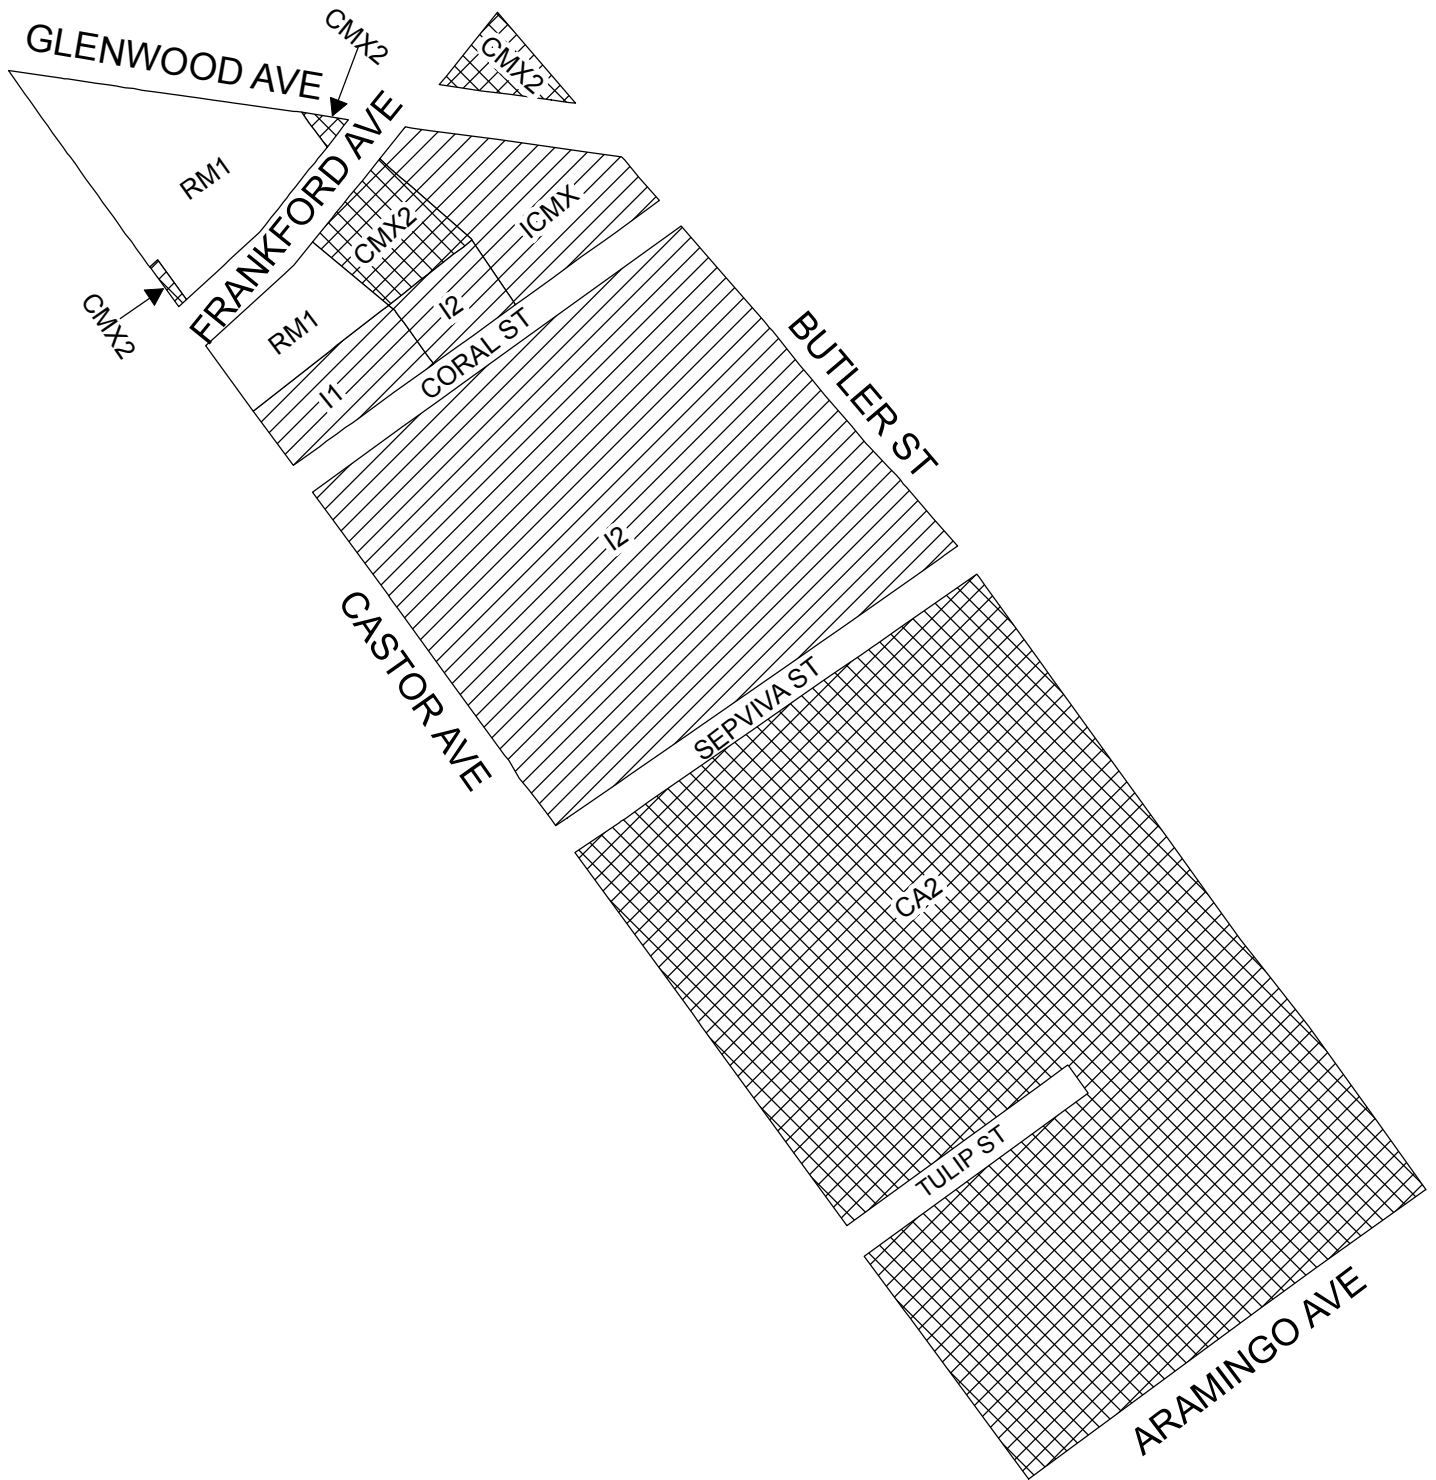 CMX2
GLENWOOD AVE
CMX2
RM1
FRANKFORD AVE
ICMX
CMX2
CMX2
RM1
I2
CORAL ST
I1
BUTLER ST
I2
CASTOR AVE
SEPVIVA ST
CA2
TULIP ST
ARAMINGO AVE